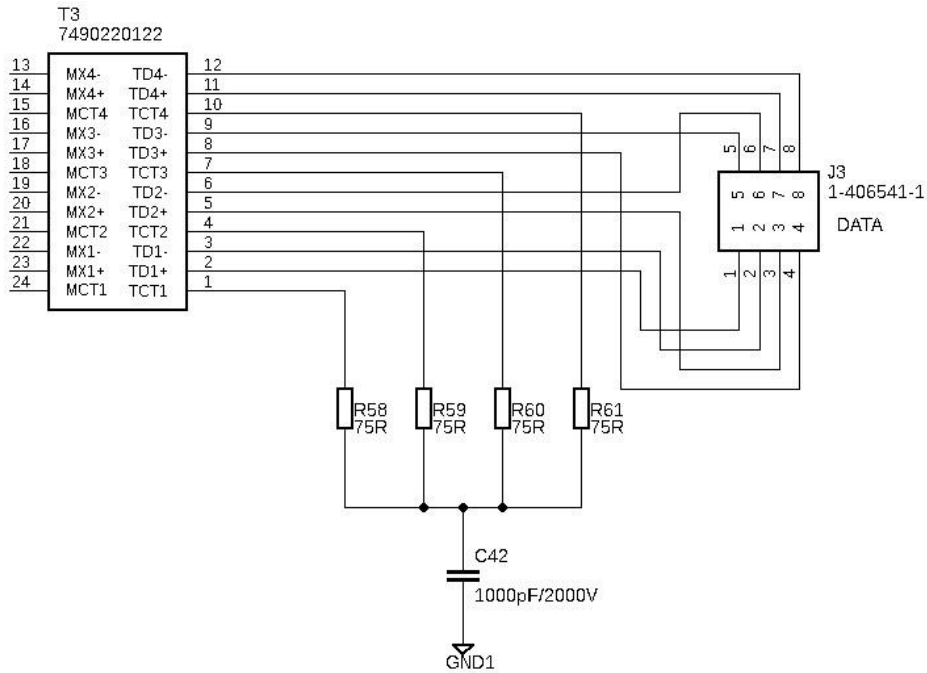 T3
7490220122
13 MX4- TD4- 12
14 MX4+ TD4+ 11
15 MCT4 TCT4 10
16 MX3- TD3- 9
17 MX3+ TD3+ 8
18 MCT3 TCT3 7
19 MX2- TD2- 6
20 MX2+ TD2+ 5
21 MCT2 TCT2 4
22 MX1- TD1- 3
23 MX1+ TD1+ 2
24 MCT1 TCT1 1
5 6 7 8
J3
1-406541-1
5 6 7 8
DATA
1 2 3 4
1 2 3 4
R58 R59 R60 R61
75R 75R 75R 75R
C42
1000pF/2000V
GND1